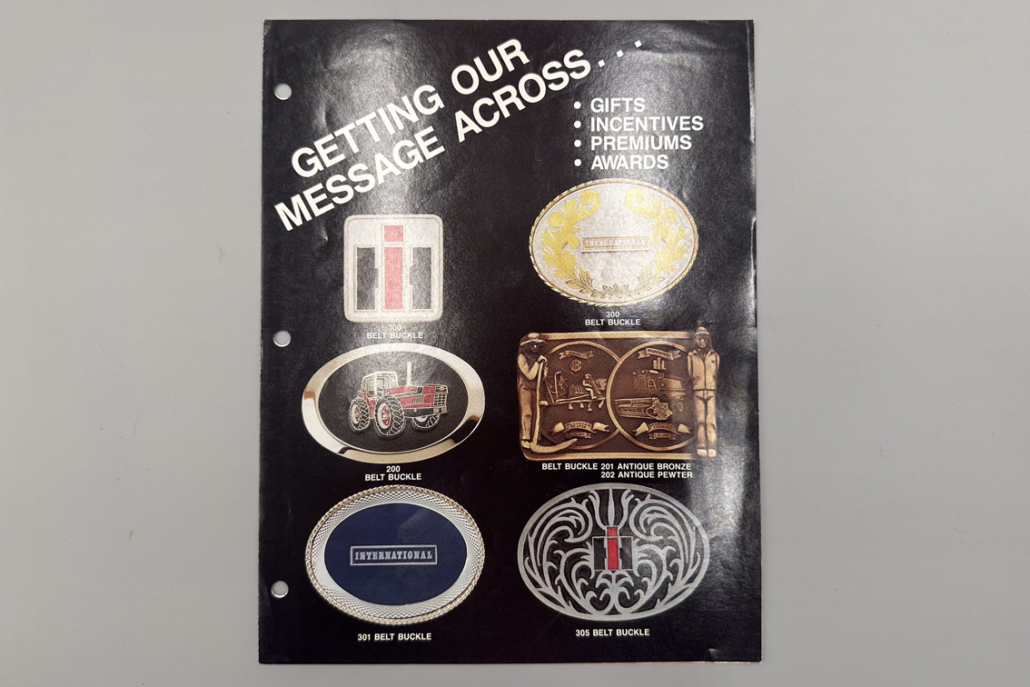 GETTING OUR
MESSAGE ACROSS...
• GIFTS
• INCENTIVES
• PREMIUMS
• AWARDS
BELT BUCKLE
INTERNATIONAL
300
BELT BUCKLE
200
BELT BUCKLE
BELT BUCKLE 201 ANTIQUE BRONZE
202 ANTIQUE PEWTER
INTERNATIONAL
301 BELT BUCKLE
305 BELT BUCKLE